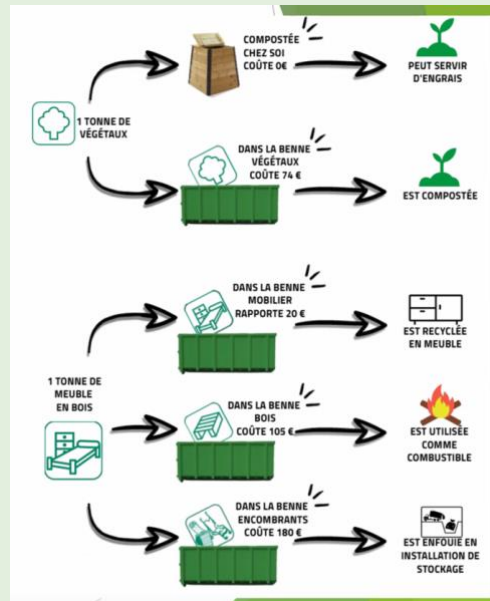 COMPOSTÉE
CHEZ SOI
COÛTE 0€
PEUT SERVIR
D'ENGRAIS
1 TONNE DE
VÉGÉTAUX
DANS LA BENNE
VÉGÉTAUX
COÛTE 74 €
EST COMPOSTÉE
DANS LA BENNE
MOBILIER
RAPPORTE 20 €
EST RECYCLÉE
EN MEUBLE
1 TONNE DE
MEUBLE
EN BOIS
DANS LA BENNE
BOIS
COÛTE 105 €
EST UTILISÉE
COMME
COMBUSTIBLE
DANS LA BENNE
ENCOMBRANTS
COÛTE 180 €
EST ENFOUIE EN
INSTALLATION DE
STOCKAGE